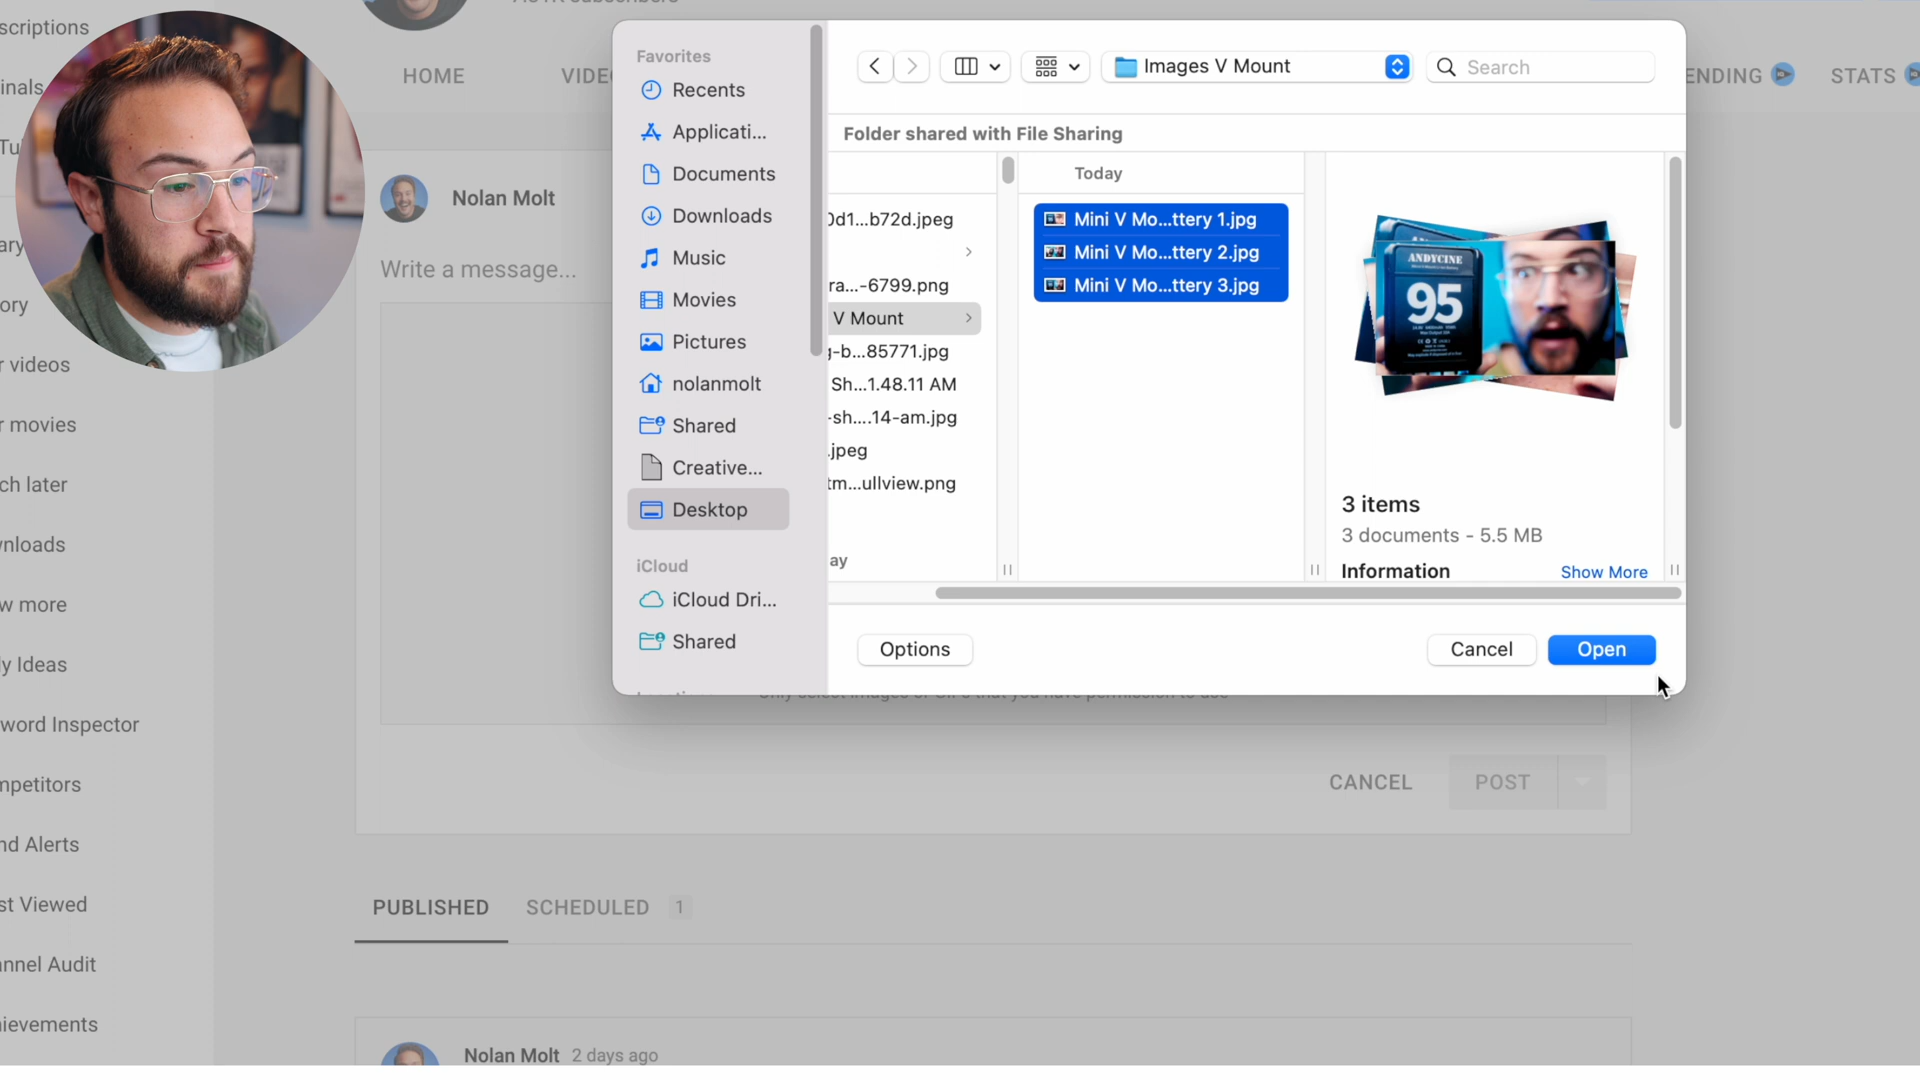 scriptions
inals
ary
ory
r videos
r movies
ch later
nloads
w more
ly Ideas
word Inspector
mpetitors
nd Alerts
st Viewed
nnel Audit
ievements
HOME
VIDE
ENDING
STATS
Nolan Molt
Write a message...
Favorites
Recents
Applicati...
Documents
Downloads
Music
Movies
Pictures
nolanmolt
Shared
Creative...
Desktop
iCloud
iCloud Dri...
Shared
Images V Mount
Search
Folder shared with File Sharing
0d1...b72d.jpeg
ra...-6799.png
V Mount
g-b...85771.jpg
Sh...1.48.11 AM
-sh....14-am.jpg
.jpeg
tm...ullview.png
ay
Today
Mini V Mo...ttery 1.jpg
Mini V Mo...ttery 2.jpg
Mini V Mo...ttery 3.jpg
ANDYCINE
95
3 items
3 documents - 5.5 MB
Information
Show More
Options
Cancel
Open
CANCEL
POST
PUBLISHED
SCHEDULED 1
Nolan Molt 2 days ago